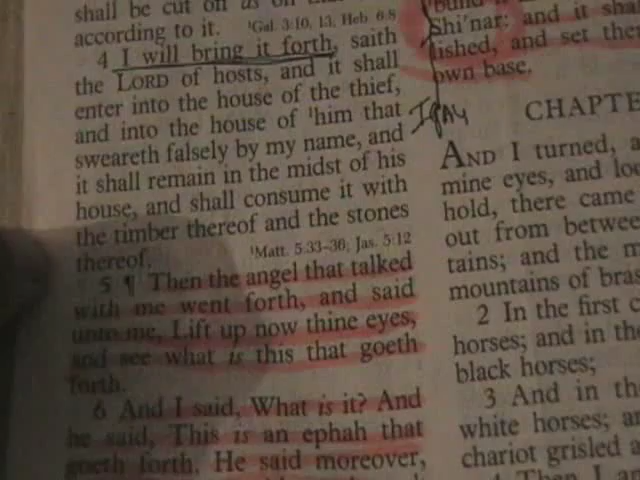 shall be cut off as on that
according to it. ¹Gal. 3:10, 13, Heb 6:8
4 I will bring it forth, saith
the LORD of hosts, and it shall
enter into the house of the thief,
and into the house of ¹him that
sweareth falsely by my name, and
it shall remain in the midst of his
house, and shall consume it with
the timber thereof and the stones
thereof. ¹Matt. 5:33-36; Jas. 5:12
5 ¶ Then the angel that talked
with me went forth, and said
unto me, Lift up now thine eyes,
and see what is this that goeth
forth.
6 And I said, What is it? And
he said, This is an ephah that
goeth forth. He said moreover,
Shi'nar: and it sha
lished, and set ther
own base.
CHAPTE
AND I turned, a
mine eyes, and loo
hold, there came
out from betwee
tains; and the m
mountains of bras
2 In the first c
horses; and in the
black horses;
3 And in th
white horses; an
chariot grisled a